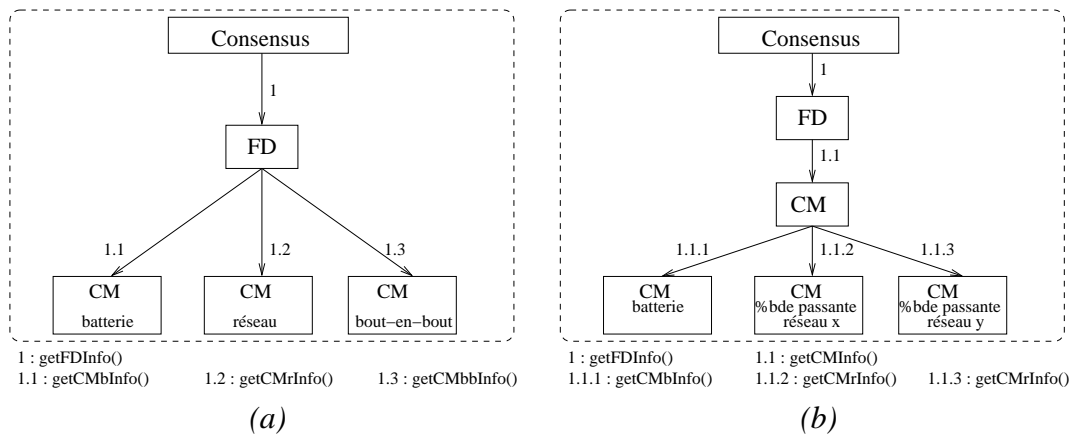 Consensus
1
FD
1.1
1.2
1.3
CM
batterie
CM
réseau
CM
bout−en−bout
1 : getFDInfo()
1.1 : getCMbInfo()
1.2 : getCMrInfo()
1.3 : getCMbbInfo()
(a)
Consensus
1
FD
1.1
CM
1.1.1
1.1.2
1.1.3
CM
batterie
CM
%bde passante
réseau x
CM
%bde passante
réseau y
1 : getFDInfo()
1.1 : getCMInfo()
1.1.1 : getCMbInfo()
1.1.2 : getCMrInfo()
1.1.3 : getCMrInfo()
(b)